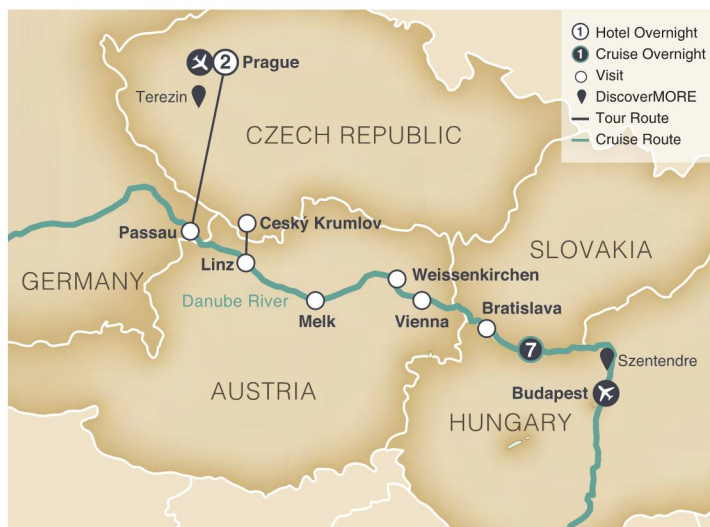 1 Hotel Overnight
1 Cruise Overnight
Visit
DiscoverMORE
Tour Route
Cruise Route
2 Prague
Terezin
CZECH REPUBLIC
Passau
Ceský Krumlov
SLOVAKIA
Linz
Weissenkirchen
GERMANY
Danube River
Melk
Vienna
Bratislava
7
Szentendre
AUSTRIA
Budapest
HUNGARY